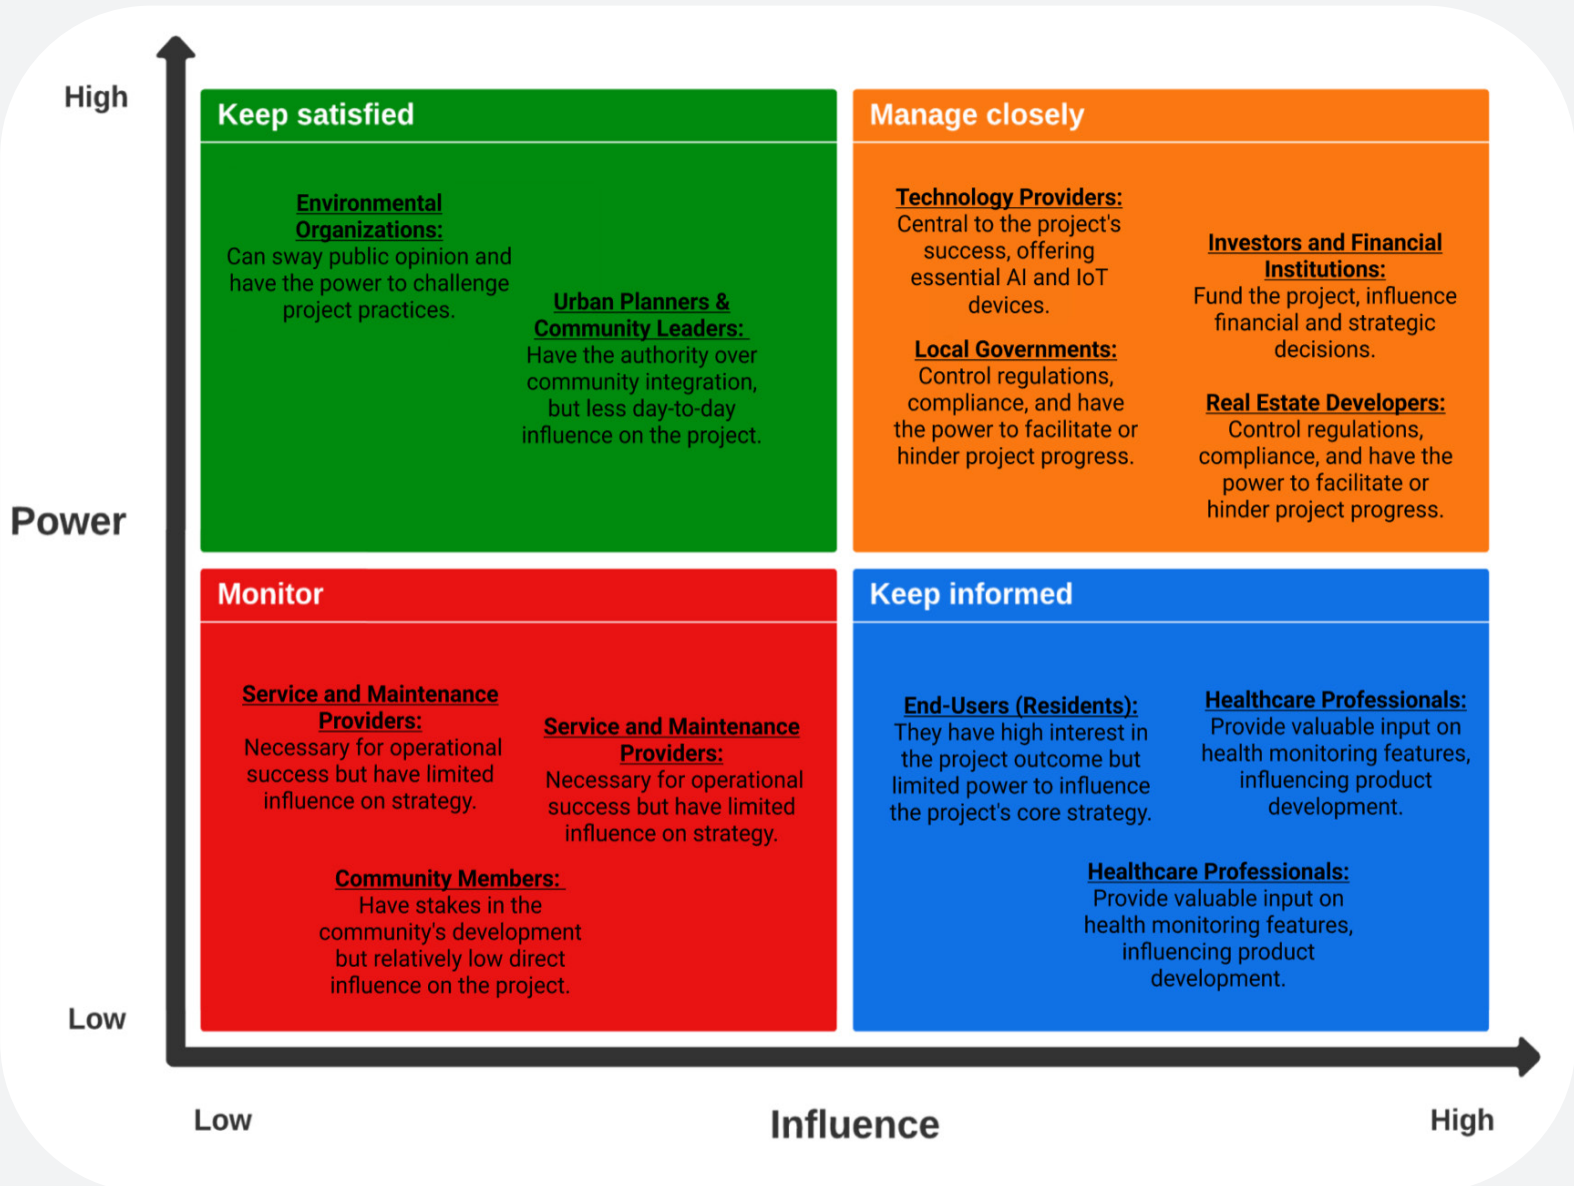 High
Keep satisfied
Environmental
Organizations:
Can sway public opinion and
have the power to challenge
project practices.
Urban Planners &
Community Leaders:
Have the authority over
community integration,
but less day-to-day
influence on the project.
Manage closely
Technology Providers:
Central to the project's
success, offering
essential AI and IoT
devices.
Local Governments:
Control regulations,
compliance, and have
the power to facilitate or
hinder project progress.
Investors and Financial
Institutions:
Fund the project, influence
financial and strategic
decisions.
Real Estate Developers:
Control regulations,
compliance, and have the
power to facilitate or
hinder project progress.
Power
Monitor
Service and Maintenance
Providers:
Necessary for operational
success but have limited
influence on strategy.
Service and Maintenance
Providers:
Necessary for operational
success but have limited
influence on strategy.
Community Members:
Have stakes in the
community's development
but relatively low direct
influence on the project.
Keep informed
End-Users (Residents):
They have high interest in
the project outcome but
limited power to influence
the project's core strategy.
Healthcare Professionals:
Provide valuable input on
health monitoring features,
influencing product
development.
Healthcare Professionals:
Provide valuable input on
health monitoring features,
influencing product
development.
Low
Low
Influence
High